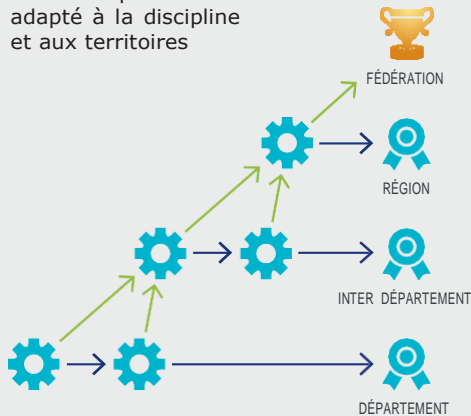 adapté à la discipline
et aux territoires
FÉDÉRATION
RÉGION
INTER DÉPARTEMENT
DÉPARTEMENT